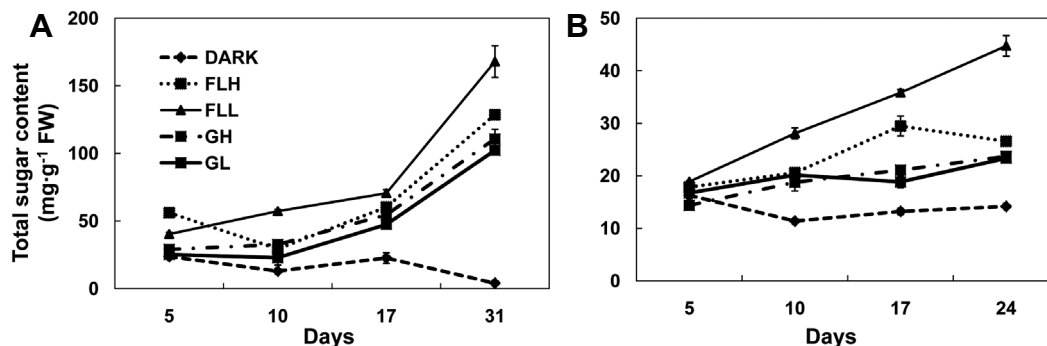 A
B
Total sugar content
(mg·g-1 FW)
200
150
100
50
0
DARK
FLH
FLL
GH
GL
5 10 17 31
Days
50
40
30
20
10
0
5 10 17 24
Days